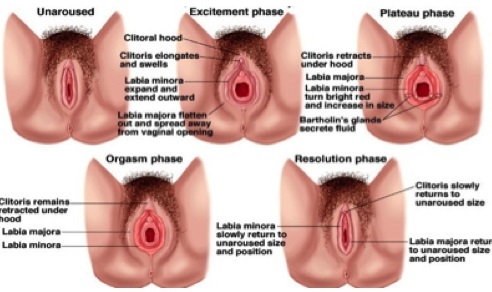 Unaroused
Excitement phase
Clitoral hood
Clitoris elongates
and swells
Labia minora
expand and
extend outward
Labia majora flatten
out and spread away
from vaginal opening
Plateau phase
Clitoris retracts
under hood
Labia majora
Labia minora
turn bright red
and increase in size
Bartholin's glands
secrete fluid
Orgasm phase
Clitoris remains
retracted under
hood
Labia majora
Labia minora
Resolution phase
Clitoris slowly
returns to
unaroused size
Labia minora
slowly return to
unaroused size
and position
Labia majora return
to unaroused size
and position